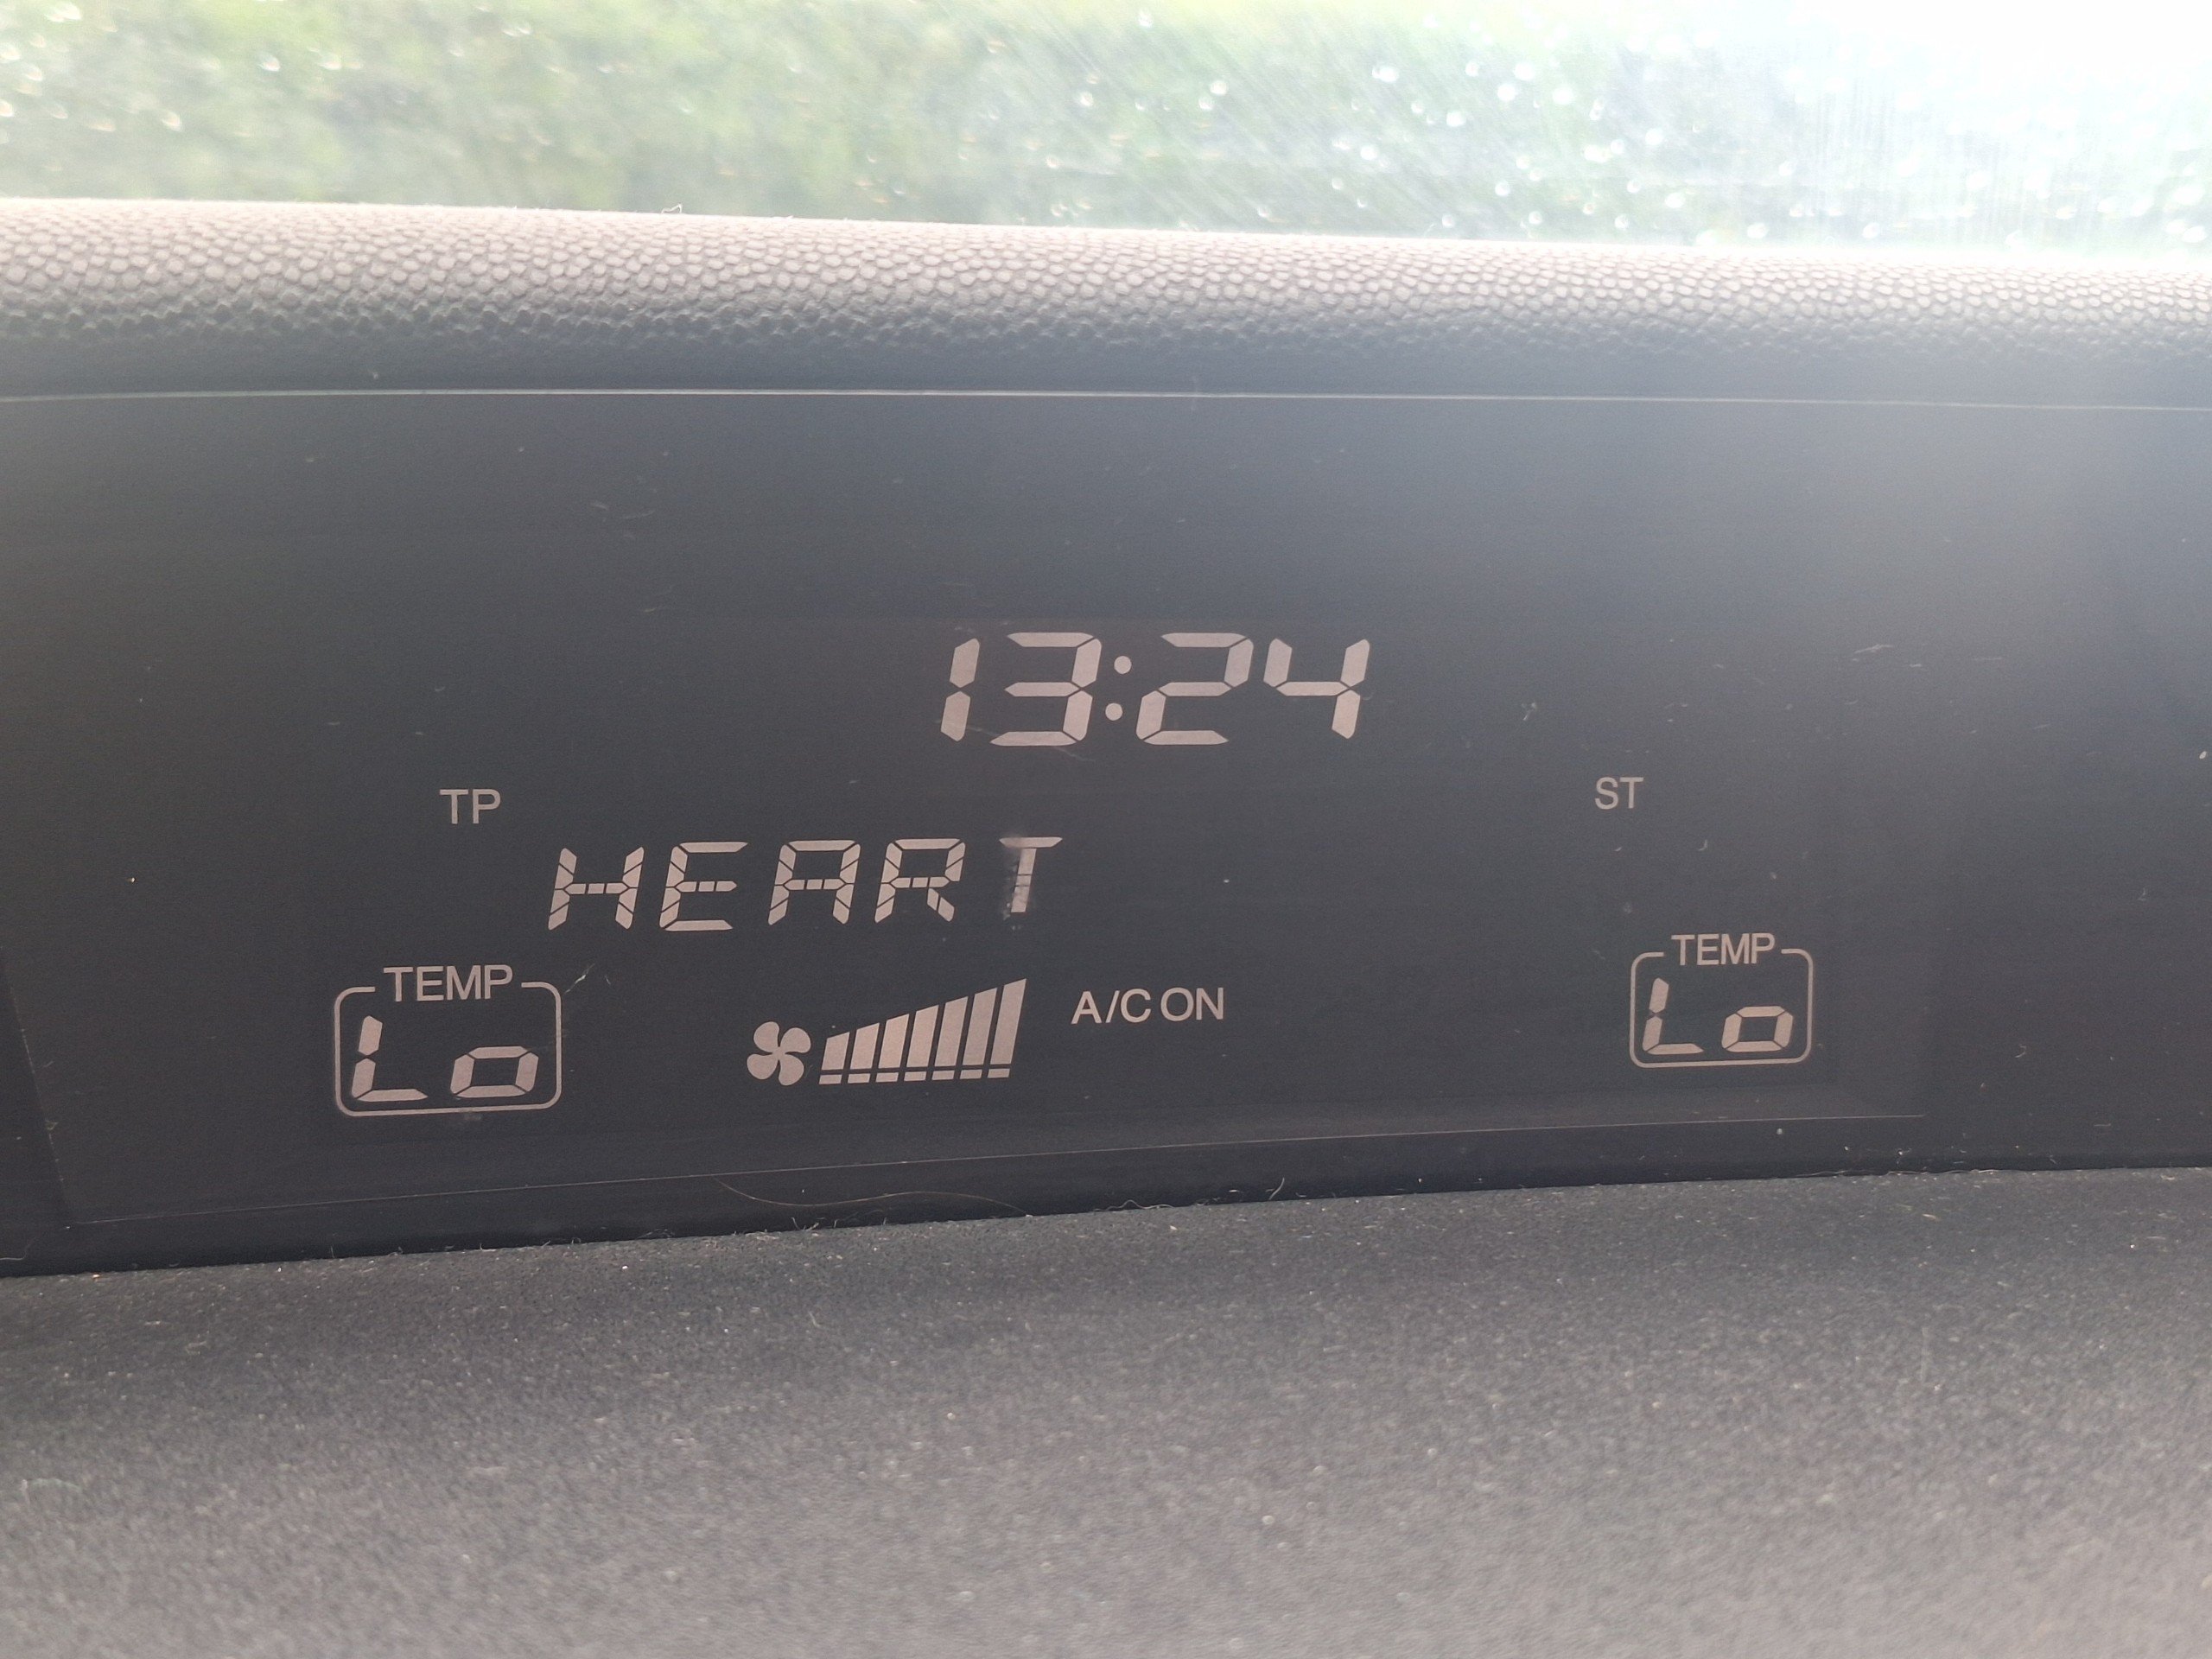 13:24
TP ST
HEART
TEMP A/C ON TEMP
Lo Lo